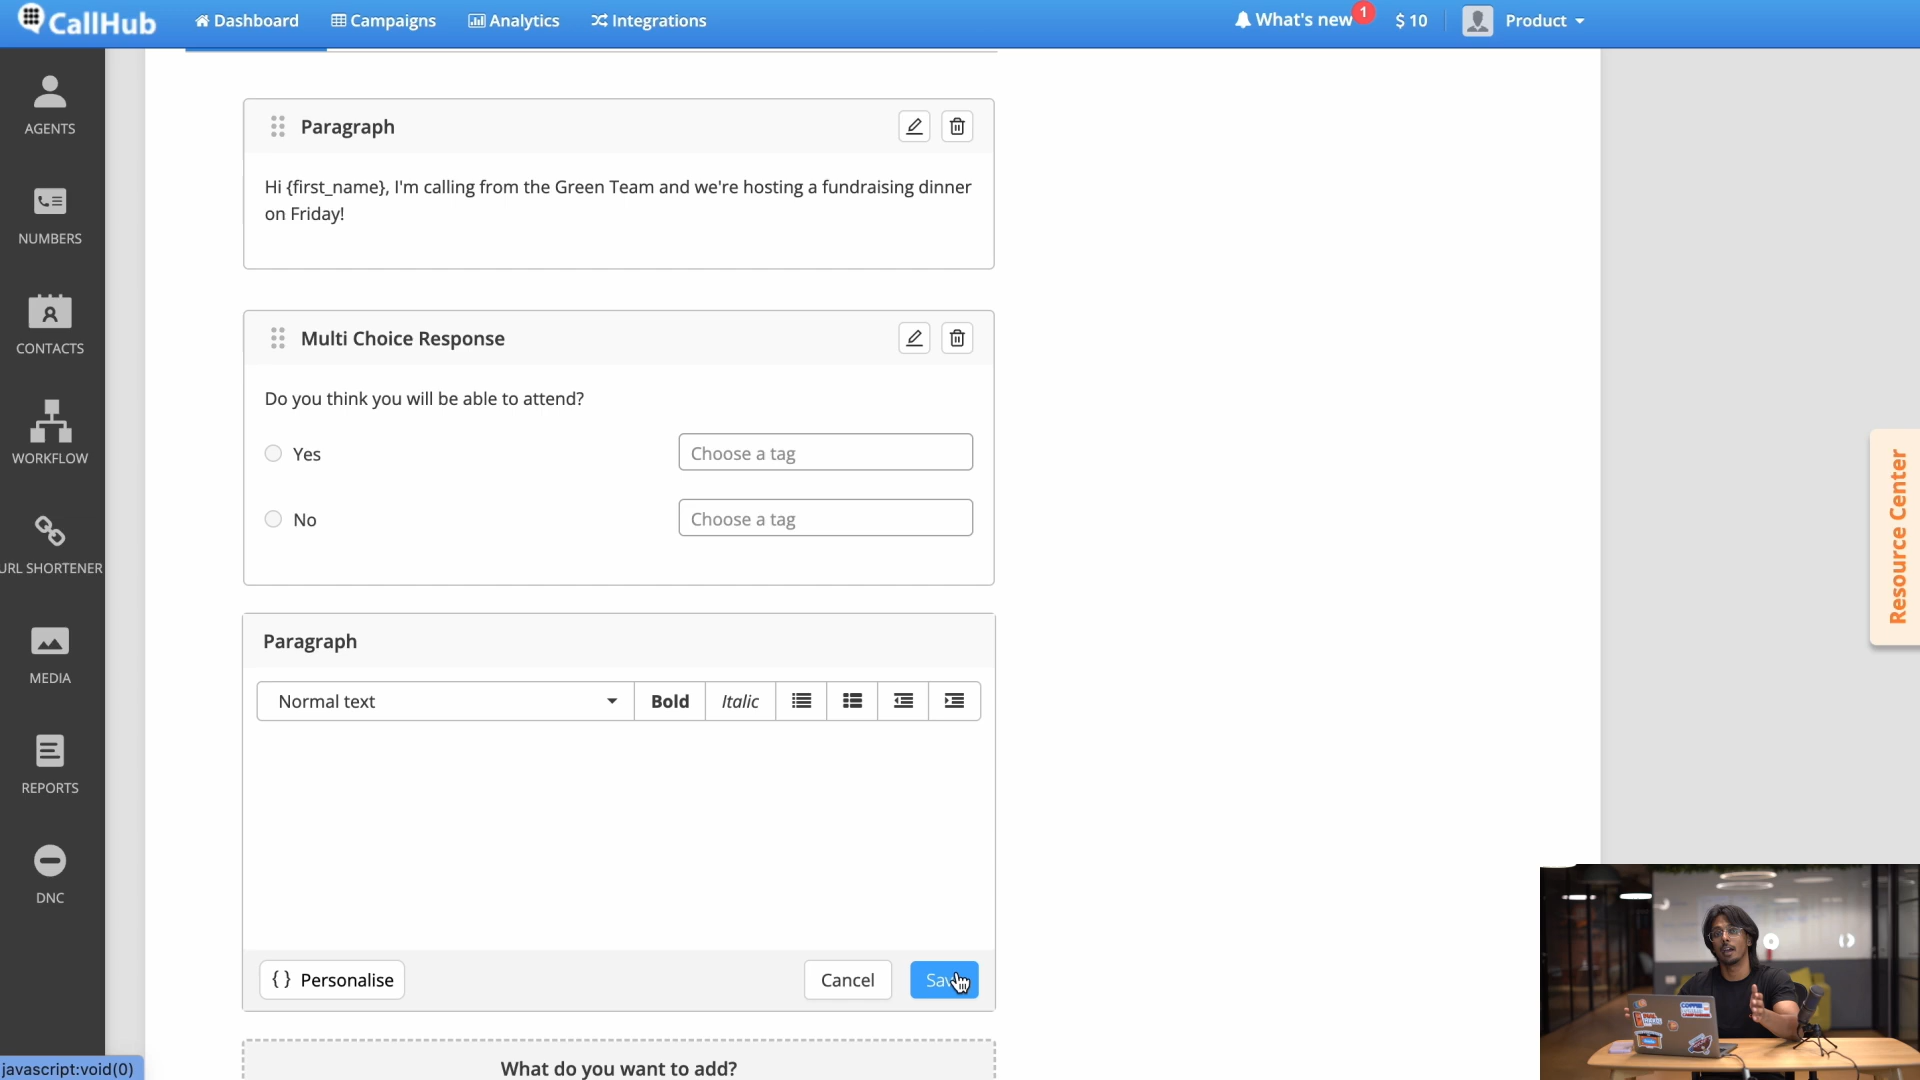 CallHub
Dashboard
Campaigns
Analytics
Integrations
What's new
1
$ 10
Product
AGENTS
NUMBERS
CONTACTS
WORKFLOW
URL SHORTENER
MEDIA
REPORTS
DNC
Paragraph
Hi {first_name}, I'm calling from the Green Team and we're hosting a fundraising dinner
on Friday!
Multi Choice Response
Do you think you will be able to attend?
Yes
Choose a tag
No
Choose a tag
Paragraph
Normal text
Bold
Italic
{ } Personalise
Cancel
What do you want to add?
Resource Center
javascript:void(0)